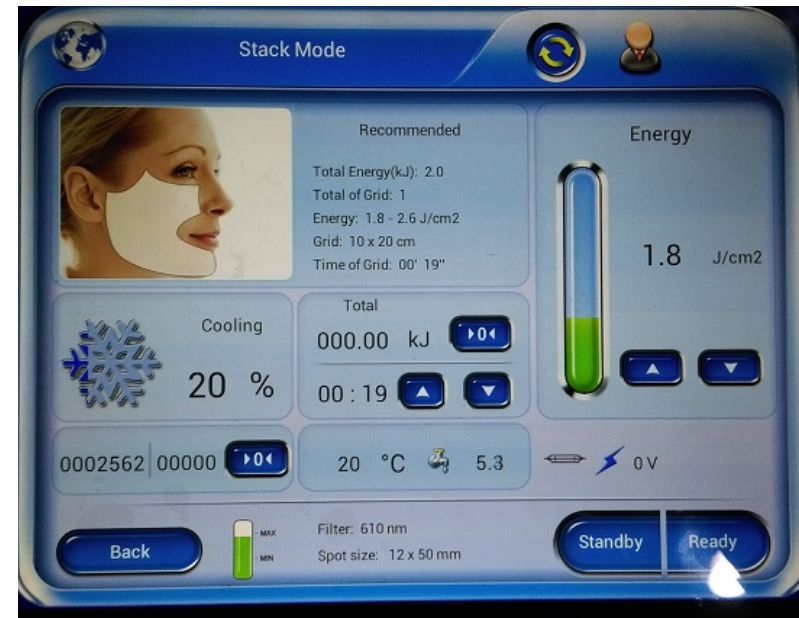 Stack Mode
Recommended
Total Energy(kJ): 2.0
Total of Grid: 1
Energy: 1.8 - 2.6 J/cm2
Grid: 10 x 20 cm
Time of Grid: 00' 19"
Energy
1.8 J/cm2
Cooling
20 %
Total
000.00 kJ
00 : 19
0002562 00000
20 °C 5.3
0 V
Back
MAX
MIN
Filter: 610 nm
Spot size: 12 x 50 mm
Standby
Ready